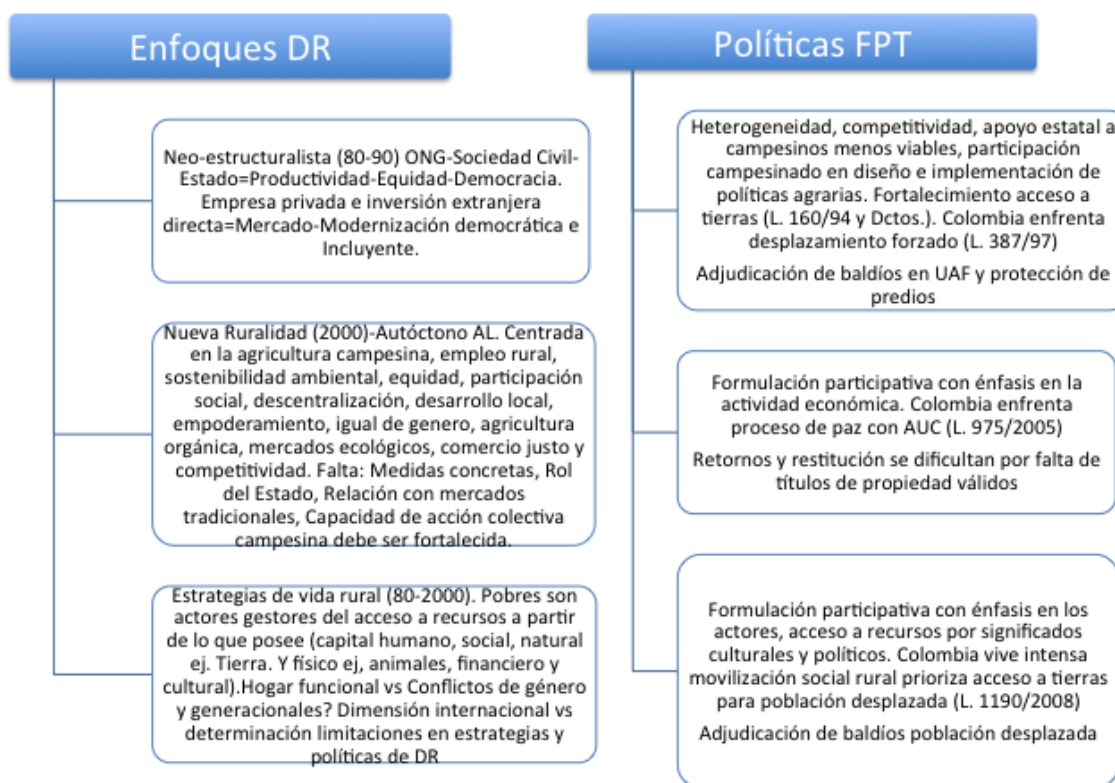 Enfoques DR
Neo-estructuralista (80-90) ONG-Sociedad Civil-
Estado=Productividad-Equidad-Democracia.
Empresa privada e inversión extranjera
directa=Mercado-Modernización democrática e
Incluyente.
Nueva Ruralidad (2000)-Autóctono AL. Centrada
en la agricultura campesina, empleo rural,
sostenibilidad ambiental, equidad, participación
social, descentralización, desarrollo local,
empoderamiento, igual de genero, agricultura
orgánica, mercados ecológicos, comercio justo y
competitividad. Falta: Medidas concretas, Rol
del Estado, Relación con mercados
tradicionales, Capacidad de acción colectiva
campesina debe ser fortalecida.
Estrategias de vida rural (80-2000). Pobres son
actores gestores del acceso a recursos a partir
de lo que posee (capital humano, social, natural
ej. Tierra. Y físico ej, animales, financiero y
cultural).Hogar funcional vs Conflictos de género
y generacionales? Dimensión internacional vs
determinación limitaciones en estrategias y
políticas de DR
Políticas FPT
Heterogeneidad, competitividad, apoyo estatal a
campesinos menos viables, participación
campesinado en diseño e implementación de
políticas agrarias. Fortalecimiento acceso a
tierras (L. 160/94 y Dctos.). Colombia enfrenta
desplazamiento forzado (L. 387/97)
Adjudicación de baldíos en UAF y protección de
predios
Formulación participativa con énfasis en la
actividad económica. Colombia enfrenta
proceso de paz con AUC (L. 975/2005)
Retornos y restitución se dificultan por falta de
títulos de propiedad válidos
Formulación participativa con énfasis en los
actores, acceso a recursos por significados
culturales y políticos. Colombia vive intensa
movilización social rural prioriza acceso a tierras
para población desplazada (L. 1190/2008)
Adjudicación de baldíos población desplazada